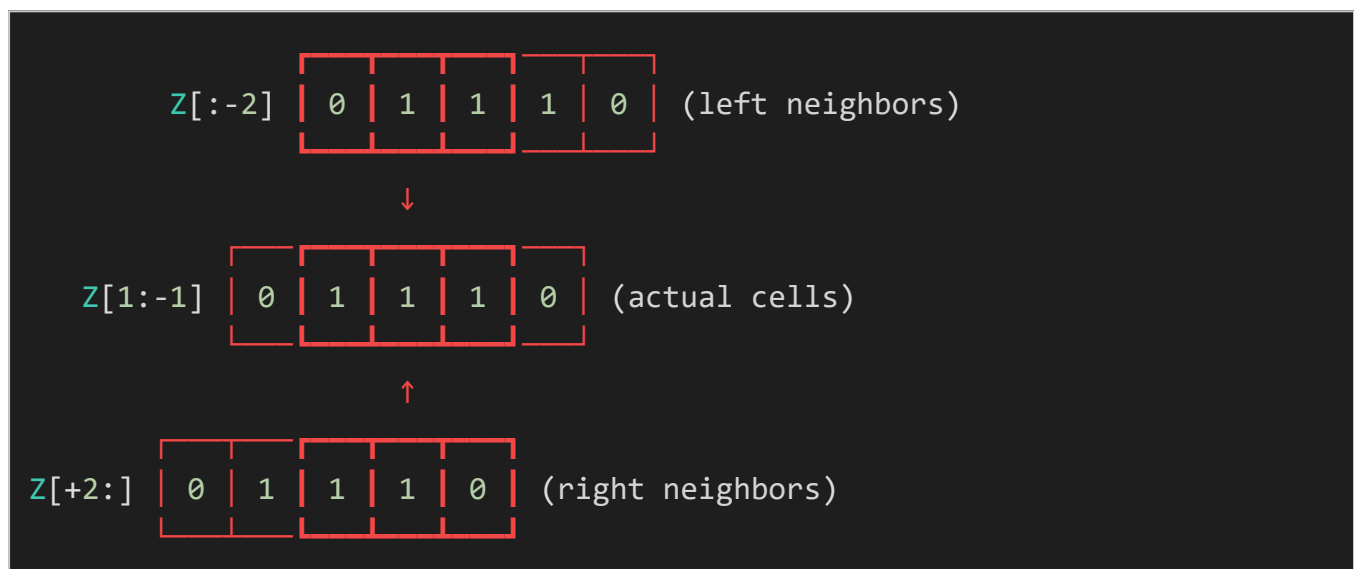 Z[:-2] 0 1 1 1 0 (left neighbors)
↓
Z[1:-1] 0 1 1 1 0 (actual cells)
↑
Z[+2:] 0 1 1 1 0 (right neighbors)